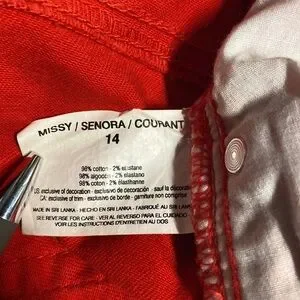 MISSY / SENORA / COURANT
14
98% cotton - 2% elastane
98% algodon - 2% elastano
98% coton - 2% élasthanne
US: exclusive of decoration - exclusivo de decoración - sauf la décorat
CA: exclusive of trim - exclusivo de borders - garniture non comprise
MADE IN SRI LANKA - HECHO EN SRI LANKA - FABRIQUÉ AU SRI LANKA
SEE REVERSE FOR CARE - VER AL REVERSO PARA EL CUIDADO
VOIR LES INSTRUCTIONS D'ENTRETIEN AU DOS